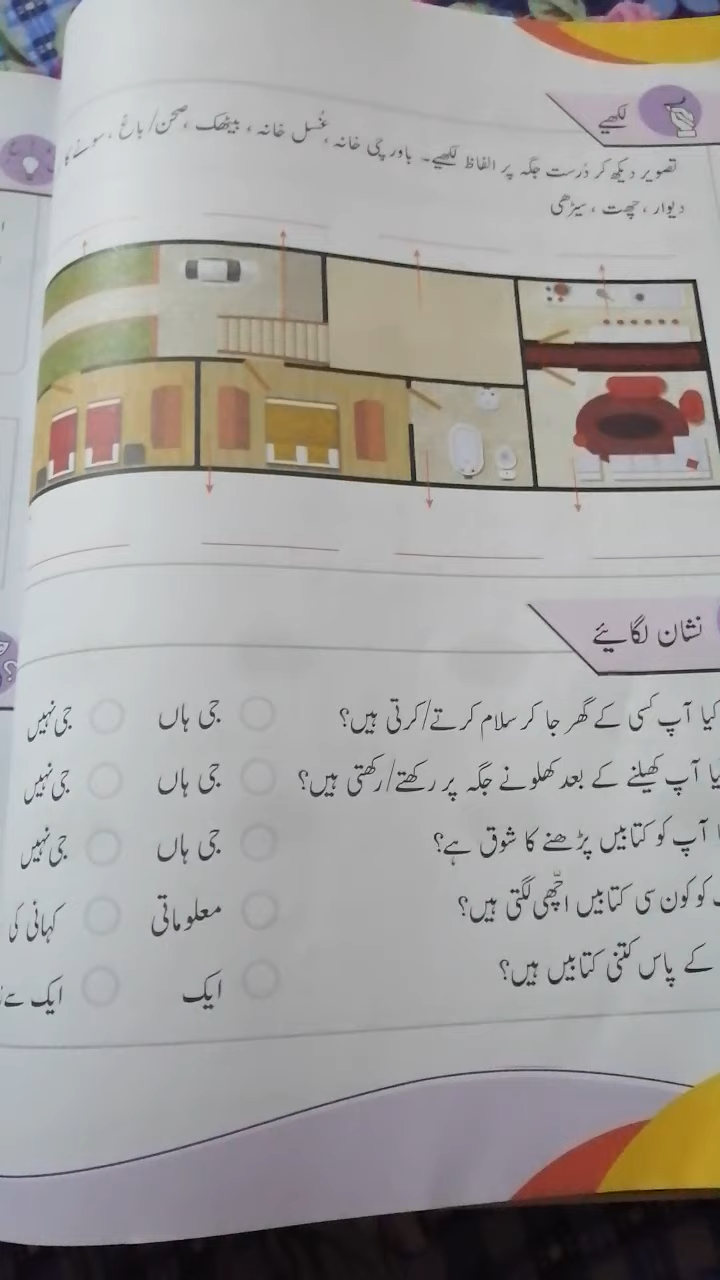 لکھیے
تصویر دیکھ کر دُرست جگہ پر الفاظ لکھیے۔ باورچی خانہ، غُسل خانہ، بیٹھک، صحن/باغ، سونے کا
دیوار، چھت، سیڑھی
نشان لگائیے
کیا آپ کسی کے گھر جا کر سلام کرتے/کرتی ہیں؟ جی ہاں جی نہیں
یا آپ کھیلنے کے بعد کھلونے جگہ پر رکھتے/رکھتی ہیں؟ جی ہاں جی نہیں
آپ کو کتابیں پڑھنے کا شوق ہے؟ جی ہاں جی نہیں
کو کون سی کتابیں اچّھی لگتی ہیں؟ معلوماتی کہانی کی
کے پاس کتنی کتابیں ہیں؟ ایک ایک سے